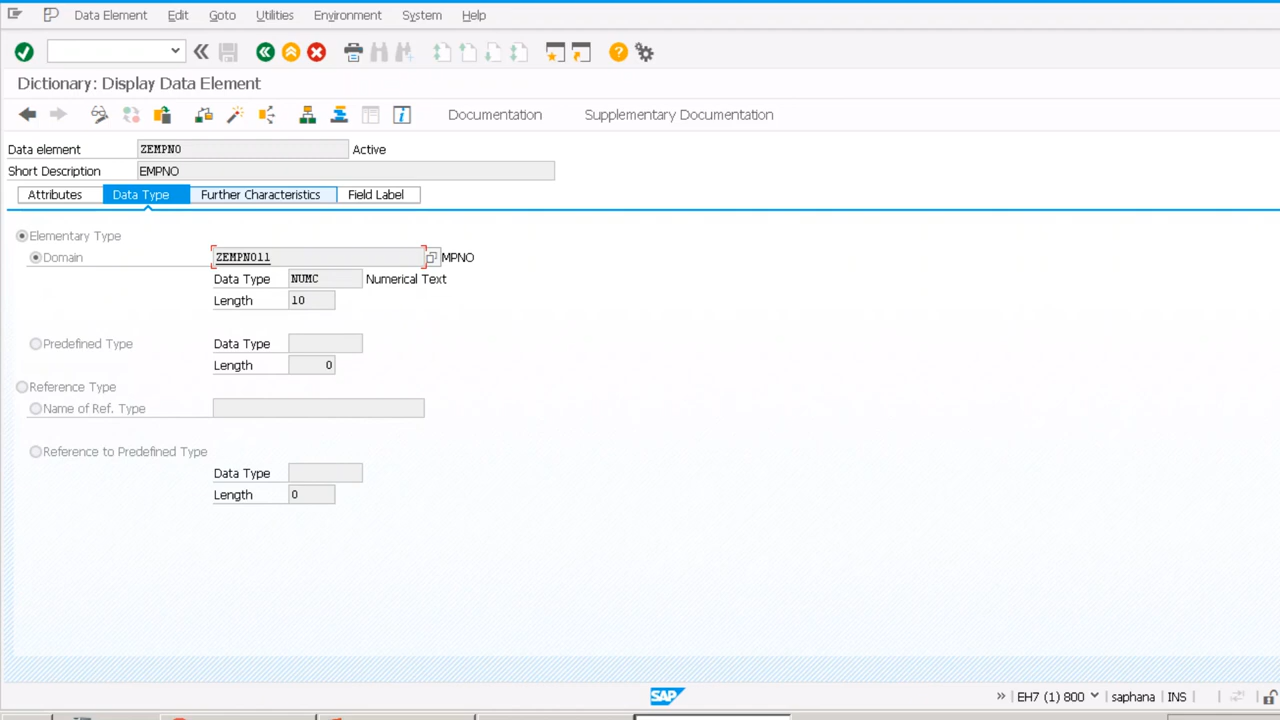 Data Element Edit Goto Utilities Environment System Help
Dictionary: Display Data Element
Documentation Supplementary Documentation
Data element ZEMPNO Active
Short Description EMPNO
Attributes Data Type Further Characteristics Field Label
Elementary Type
Domain ZEMPNO11 MPNO
Data Type NUMC Numerical Text
Length 10
Predefined Type Data Type
Length 0
Reference Type
Name of Ref. Type
Reference to Predefined Type
Data Type
Length 0
SAP EH7 (1) 800 saphana INS